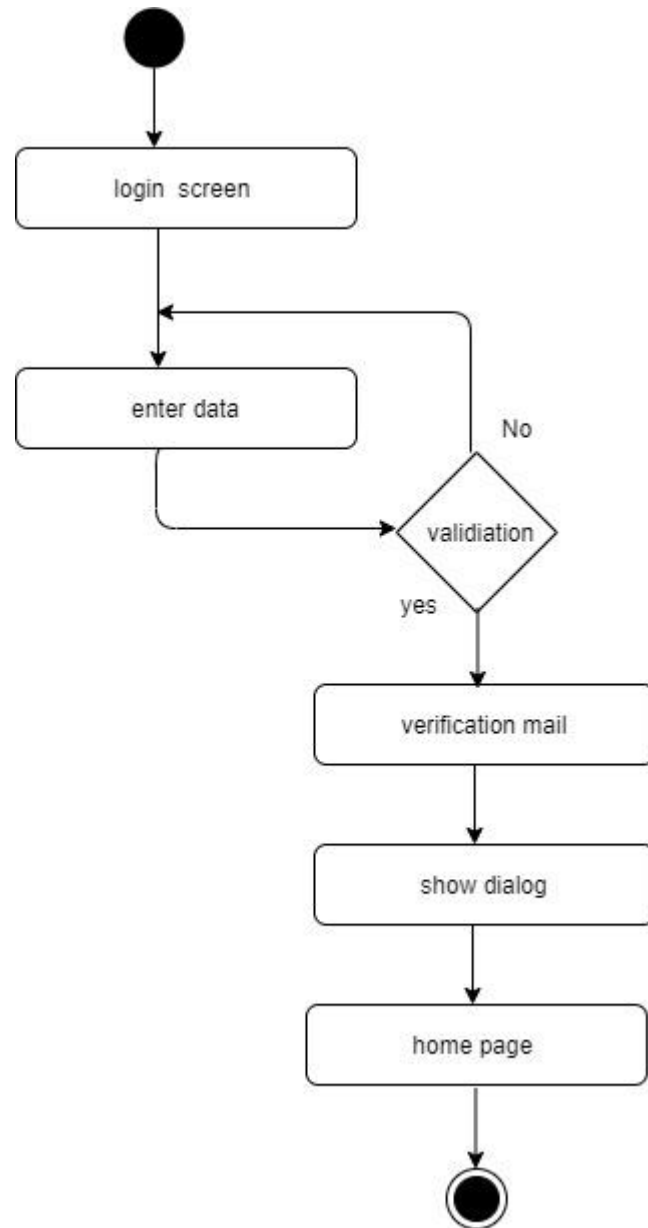 login  screen
enter data
No
validiation
yes
verification mail
show dialog
home page